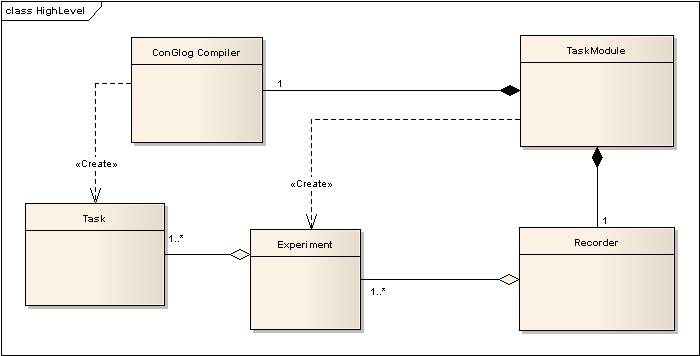 class HighLevel
ConGlog Compiler
TaskModule
1
«Create»
«Create»
Task
1..*
Experiment
1
Recorder
1..*